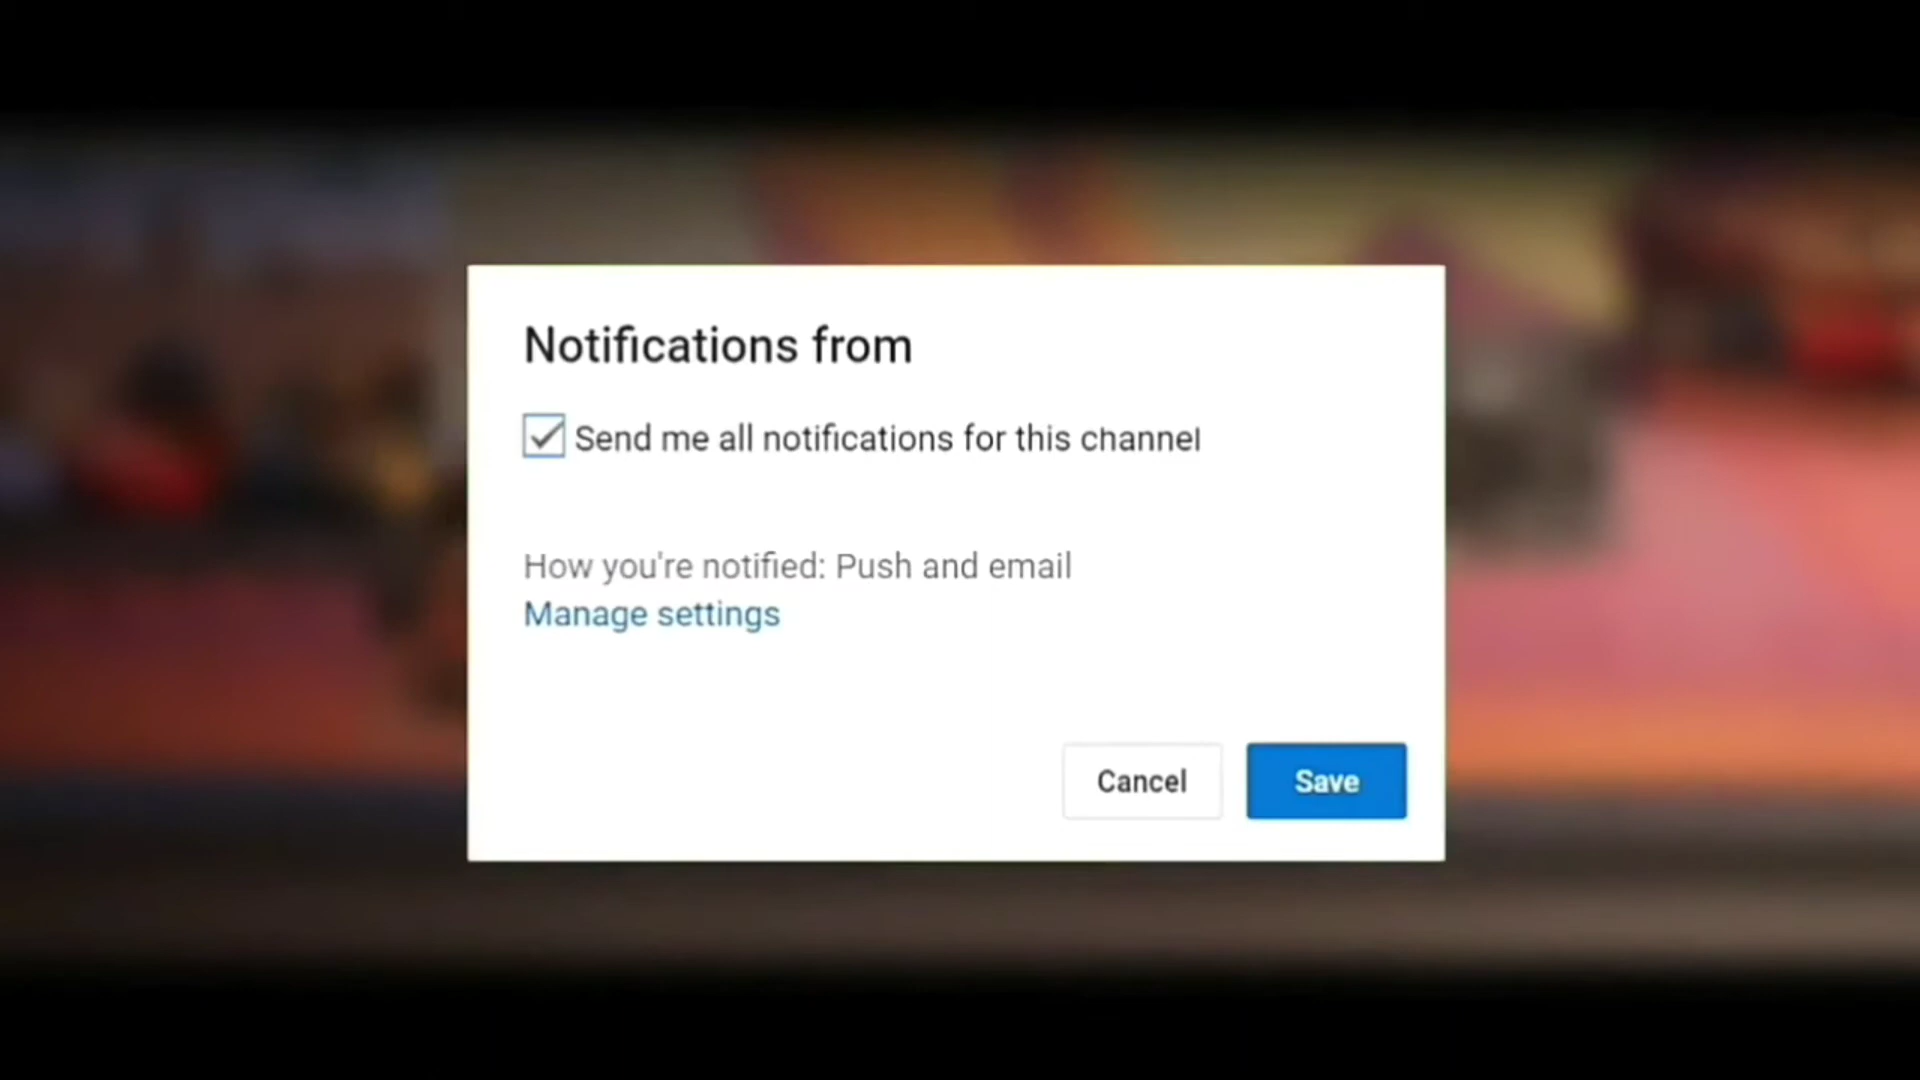 Notifications from
Send me all notifications for this channel
How you're notified: Push and email
Manage settings
Cancel
Save